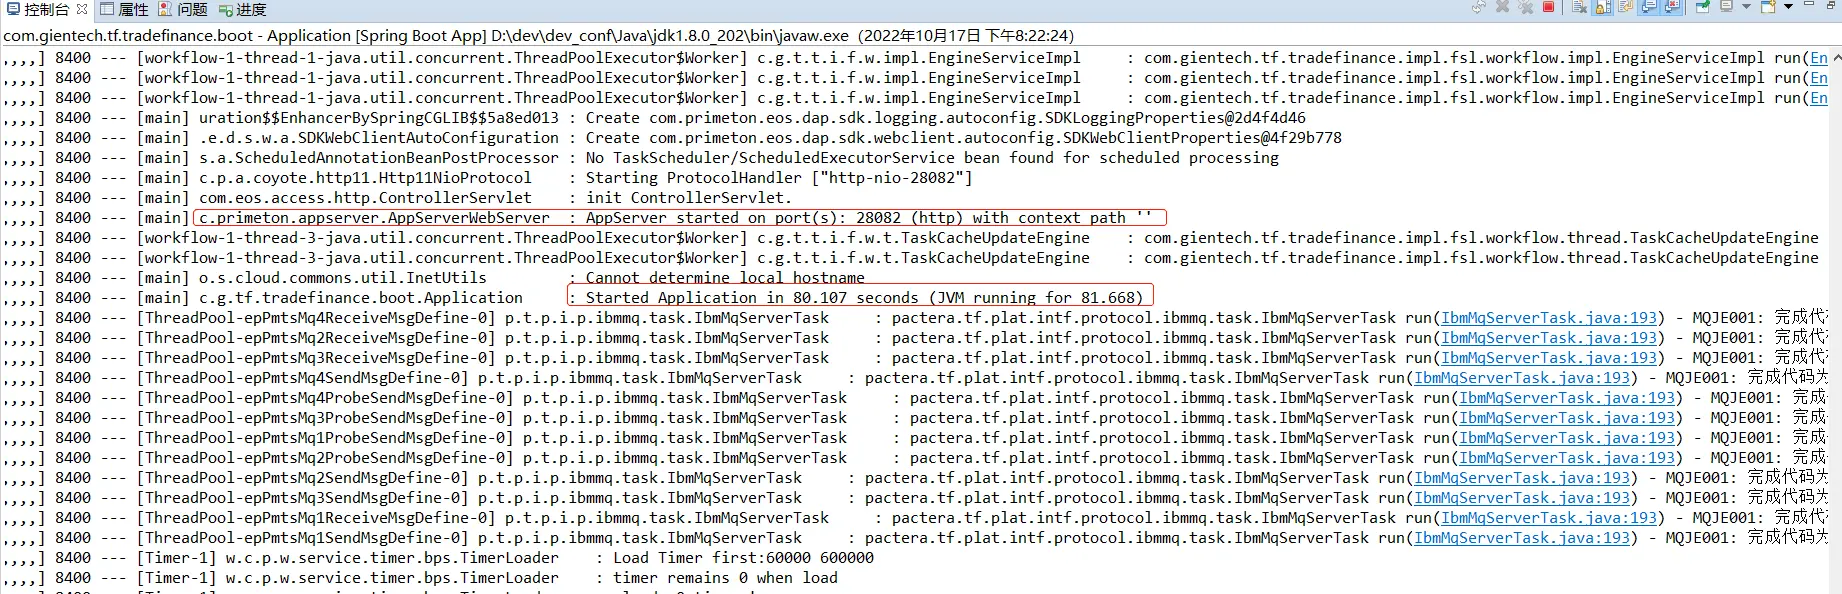 控制台 属性 问题 进度
com.gientech.tf.tradefinance.boot - Application [Spring Boot App] D:\dev\dev_conf\Java\jdk1.8.0_202\bin\javaw.exe (2022年10月17日 下午8:22:24)
,,,,] 8400 --- [workflow-1-thread-1-java.util.concurrent.ThreadPoolExecutor$Worker] c.g.t.t.i.f.w.impl.EngineServiceImpl : com.gientech.tf.tradefinance.impl.fsl.workflow.impl.EngineServiceImpl run(En
,,,,] 8400 --- [workflow-1-thread-1-java.util.concurrent.ThreadPoolExecutor$Worker] c.g.t.t.i.f.w.impl.EngineServiceImpl : com.gientech.tf.tradefinance.impl.fsl.workflow.impl.EngineServiceImpl run(En
,,,,] 8400 --- [workflow-1-thread-1-java.util.concurrent.ThreadPoolExecutor$Worker] c.g.t.t.i.f.w.impl.EngineServiceImpl : com.gientech.tf.tradefinance.impl.fsl.workflow.impl.EngineServiceImpl run(En
,,,,] 8400 --- [main] uration$$EnhancerBySpringCGLIB$$5a8ed013 : Create com.primeton.eos.dap.sdk.logging.autoconfig.SDKLoggingProperties@2d4f4d46
,,,,] 8400 --- [main] .e.d.s.w.a.SDKWebClientAutoConfiguration : Create com.primeton.eos.dap.sdk.webclient.autoconfig.SDKWebClientProperties@4f29b778
,,,,] 8400 --- [main] s.a.ScheduledAnnotationBeanPostProcessor : No TaskScheduler/ScheduledExecutorService bean found for scheduled processing
,,,,] 8400 --- [main] c.p.a.coyote.http11.Http11NioProtocol : Starting ProtocolHandler ["http-nio-28082"]
,,,,] 8400 --- [main] com.eos.access.http.ControllerServlet : init ControllerServlet.
,,,,] 8400 --- [main] c.primeton.appserver.AppServerWebServer : AppServer started on port(s): 28082 (http) with context path ''
,,,,] 8400 --- [workflow-1-thread-3-java.util.concurrent.ThreadPoolExecutor$Worker] c.g.t.t.i.f.w.t.TaskCacheUpdateEngine : com.gientech.tf.tradefinance.impl.fsl.workflow.thread.TaskCacheUpdateEngine
,,,,] 8400 --- [workflow-1-thread-3-java.util.concurrent.ThreadPoolExecutor$Worker] c.g.t.t.i.f.w.t.TaskCacheUpdateEngine : com.gientech.tf.tradefinance.impl.fsl.workflow.thread.TaskCacheUpdateEngine
,,,,] 8400 --- [main] o.s.cloud.commons.util.InetUtils : Cannot determine local hostname
,,,,] 8400 --- [main] c.g.tf.tradefinance.boot.Application : Started Application in 80.107 seconds (JVM running for 81.668)
,,,,] 8400 --- [ThreadPool-epPmtsMq4ReceiveMsgDefine-0] p.t.p.i.p.ibmmq.task.IbmMqServerTask : pactera.tf.plat.intf.protocol.ibmmq.task.IbmMqServerTask run(IbmMqServerTask.java:193) - MQJE001: 完成代
,,,,] 8400 --- [ThreadPool-epPmtsMq2ReceiveMsgDefine-0] p.t.p.i.p.ibmmq.task.IbmMqServerTask : pactera.tf.plat.intf.protocol.ibmmq.task.IbmMqServerTask run(IbmMqServerTask.java:193) - MQJE001: 完成代
,,,,] 8400 --- [ThreadPool-epPmtsMq3ReceiveMsgDefine-0] p.t.p.i.p.ibmmq.task.IbmMqServerTask : pactera.tf.plat.intf.protocol.ibmmq.task.IbmMqServerTask run(IbmMqServerTask.java:193) - MQJE001: 完成代
,,,,] 8400 --- [ThreadPool-epPmtsMq4SendMsgDefine-0] p.t.p.i.p.ibmmq.task.IbmMqServerTask : pactera.tf.plat.intf.protocol.ibmmq.task.IbmMqServerTask run(IbmMqServerTask.java:193) - MQJE001: 完成代码为
,,,,] 8400 --- [ThreadPool-epPmtsMq4ProbeSendMsgDefine-0] p.t.p.i.p.ibmmq.task.IbmMqServerTask : pactera.tf.plat.intf.protocol.ibmmq.task.IbmMqServerTask run(IbmMqServerTask.java:193) - MQJE001: 完成
,,,,] 8400 --- [ThreadPool-epPmtsMq3ProbeSendMsgDefine-0] p.t.p.i.p.ibmmq.task.IbmMqServerTask : pactera.tf.plat.intf.protocol.ibmmq.task.IbmMqServerTask run(IbmMqServerTask.java:193) - MQJE001: 完成
,,,,] 8400 --- [ThreadPool-epPmtsMq1ProbeSendMsgDefine-0] p.t.p.i.p.ibmmq.task.IbmMqServerTask : pactera.tf.plat.intf.protocol.ibmmq.task.IbmMqServerTask run(IbmMqServerTask.java:193) - MQJE001: 完成
,,,,] 8400 --- [ThreadPool-epPmtsMq2ProbeSendMsgDefine-0] p.t.p.i.p.ibmmq.task.IbmMqServerTask : pactera.tf.plat.intf.protocol.ibmmq.task.IbmMqServerTask run(IbmMqServerTask.java:193) - MQJE001: 完成
,,,,] 8400 --- [ThreadPool-epPmtsMq2SendMsgDefine-0] p.t.p.i.p.ibmmq.task.IbmMqServerTask : pactera.tf.plat.intf.protocol.ibmmq.task.IbmMqServerTask run(IbmMqServerTask.java:193) - MQJE001: 完成代码为
,,,,] 8400 --- [ThreadPool-epPmtsMq3SendMsgDefine-0] p.t.p.i.p.ibmmq.task.IbmMqServerTask : pactera.tf.plat.intf.protocol.ibmmq.task.IbmMqServerTask run(IbmMqServerTask.java:193) - MQJE001: 完成代码为
,,,,] 8400 --- [ThreadPool-epPmtsMq1ReceiveMsgDefine-0] p.t.p.i.p.ibmmq.task.IbmMqServerTask : pactera.tf.plat.intf.protocol.ibmmq.task.IbmMqServerTask run(IbmMqServerTask.java:193) - MQJE001: 完成代
,,,,] 8400 --- [ThreadPool-epPmtsMq1SendMsgDefine-0] p.t.p.i.p.ibmmq.task.IbmMqServerTask : pactera.tf.plat.intf.protocol.ibmmq.task.IbmMqServerTask run(IbmMqServerTask.java:193) - MQJE001: 完成代码为
,,,,] 8400 --- [Timer-1] w.c.p.w.service.timer.bps.TimerLoader : Load Timer first:60000 600000
,,,,] 8400 --- [Timer-1] w.c.p.w.service.timer.bps.TimerLoader : timer remains 0 when load